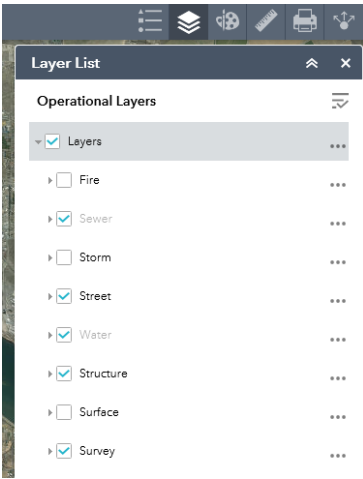 Layer List
Operational Layers
Layers
Fire
Sewer
Storm
Street
Water
Structure
Surface
Survey